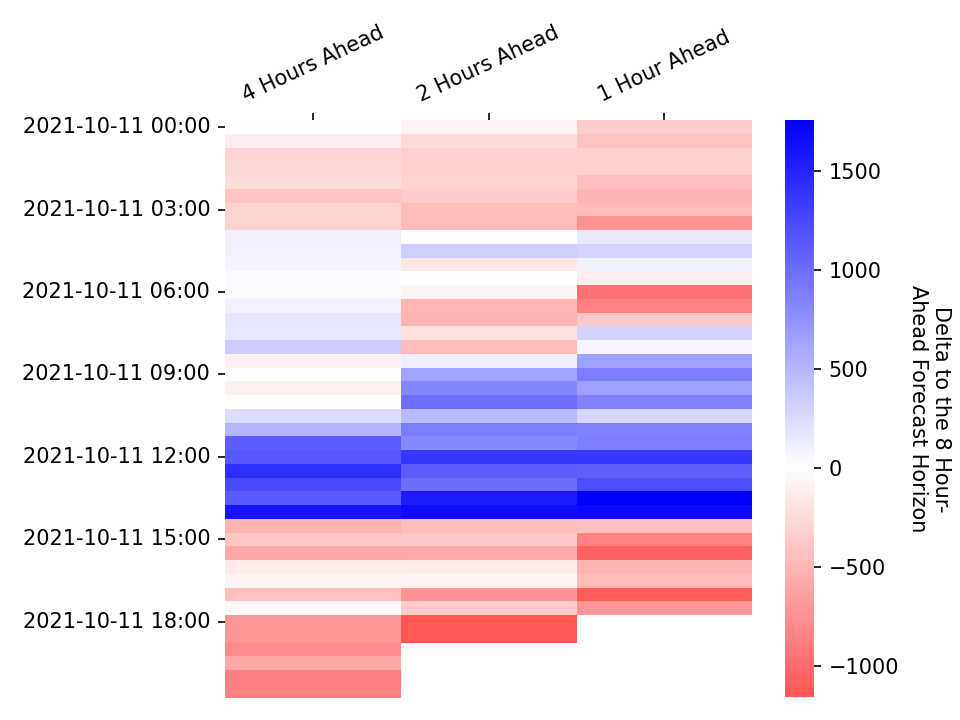 4 Hours Ahead
2 Hours Ahead
1 Hour Ahead
2021-10-11 00:00
2021-10-11 03:00
2021-10-11 06:00
2021-10-11 09:00
2021-10-11 12:00
2021-10-11 15:00
2021-10-11 18:00
1500
1000
500
0
−500
−1000
Delta to the 8 Hour-
Ahead Forecast Horizon